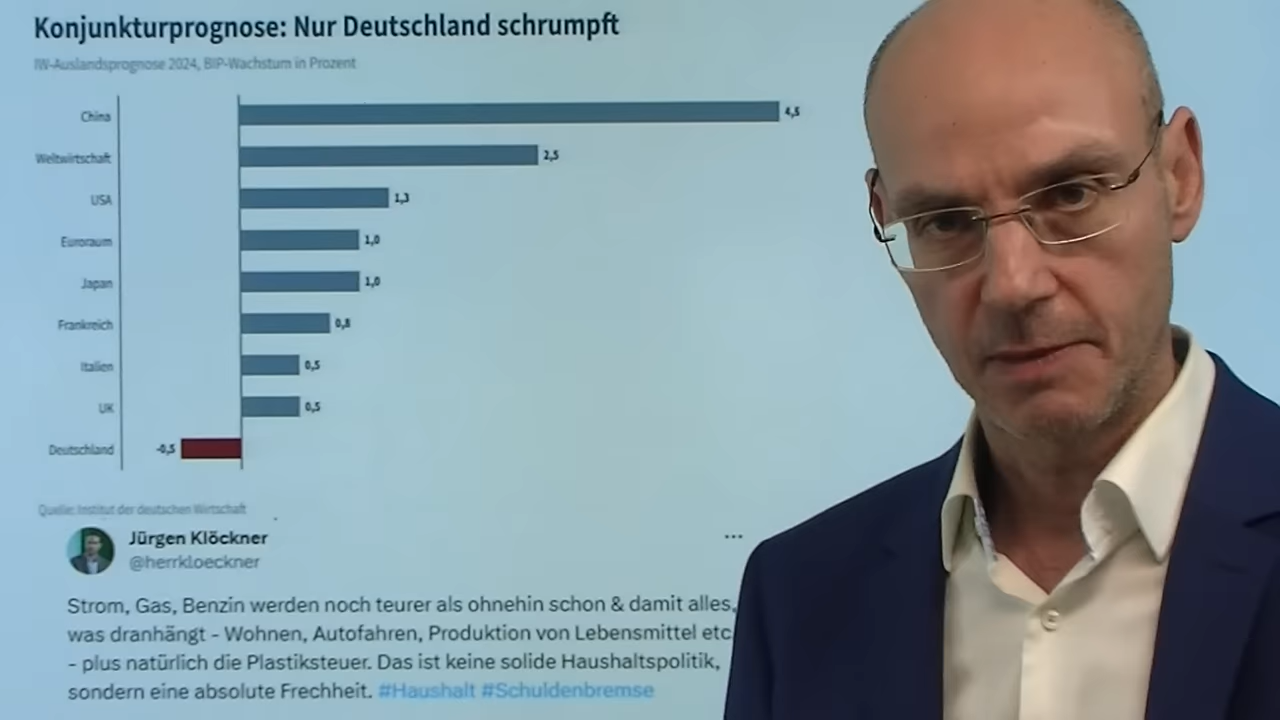 Konjunkturprognose: Nur Deutschland schrumpft
IW-Auslandsprognose 2024, BIP-Wachstum in Prozent
China 4,5
Weltwirtschaft 2,5
USA 1,3
Euroraum 1,0
Japan 1,0
Frankreich 0,8
Italien 0,5
UK 0,5
Deutschland -0,5
Quelle: Institut der deutschen Wirtschaft
Jürgen Klöckner
@herrkloeckner
Strom, Gas, Benzin werden noch teurer als ohnehin schon & damit alles,
was dranhängt - Wohnen, Autofahren, Produktion von Lebensmittel etc
- plus natürlich die Plastiksteuer. Das ist keine solide Haushaltspolitik,
sondern eine absolute Frechheit. #Haushalt #Schuldenbremse